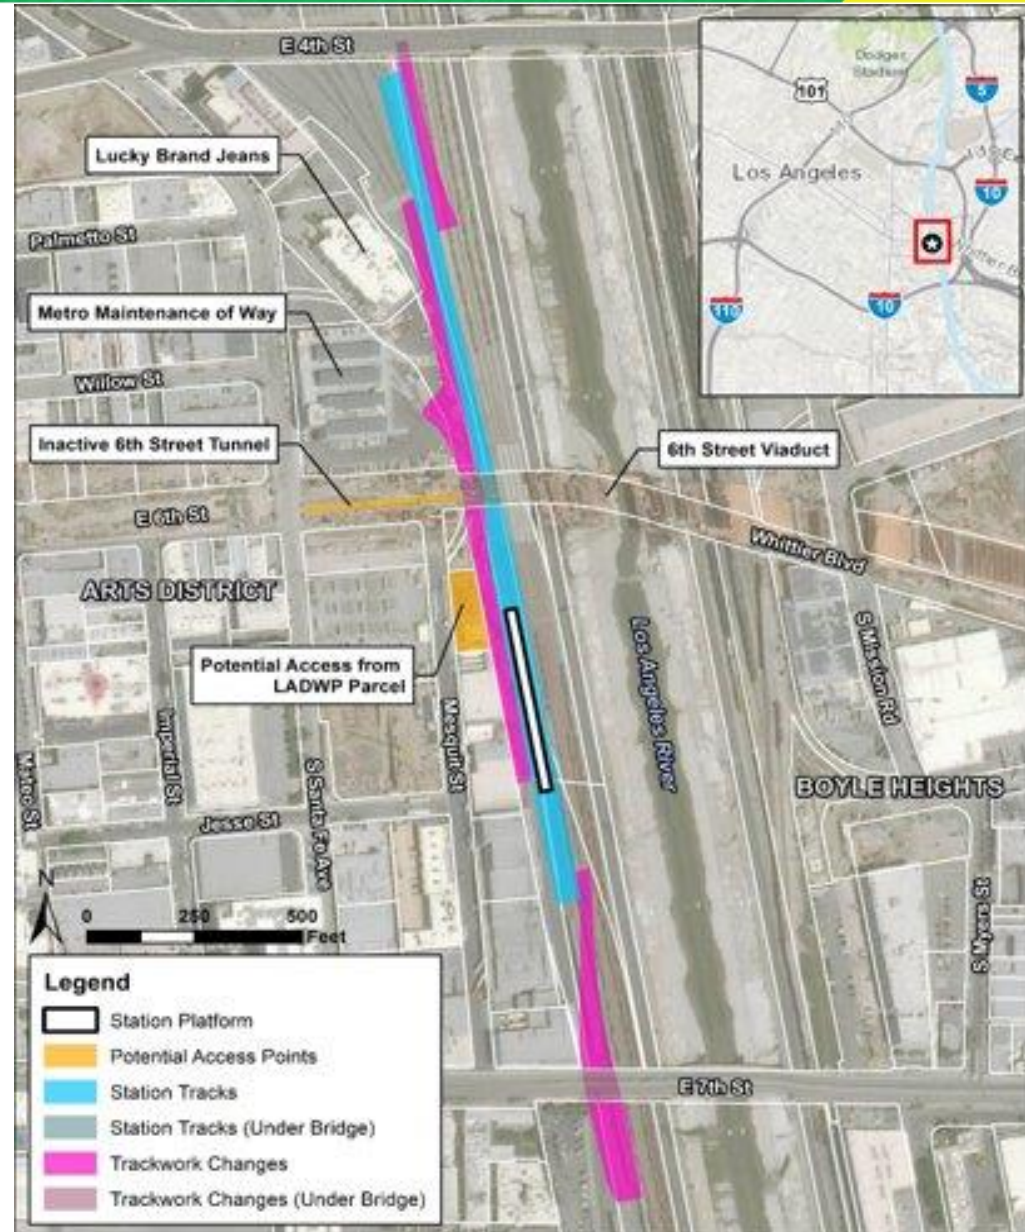 E 4th St
Dodger
Stadium
101
5
Los Angeles
10
110
10
Lucky Brand Jeans
Palmetto St
Metro Maintenance of Way
Willow St
Inactive 6th Street Tunnel
6th Street Viaduct
E 6th St
Whittier Blvd
ARTS DISTRICT
Los Angeles River
S Mission Rd
Potential Access from
LADWP Parcel
Mesquit St
Imperial St
Mateo St
S Santa Fe Ave
BOYLE HEIGHTS
Jesse St
S Myers St
N
0 250 500
Feet
Legend
Station Platform
Potential Access Points
Station Tracks
Station Tracks (Under Bridge)
Trackwork Changes
Trackwork Changes (Under Bridge)
E 7th St